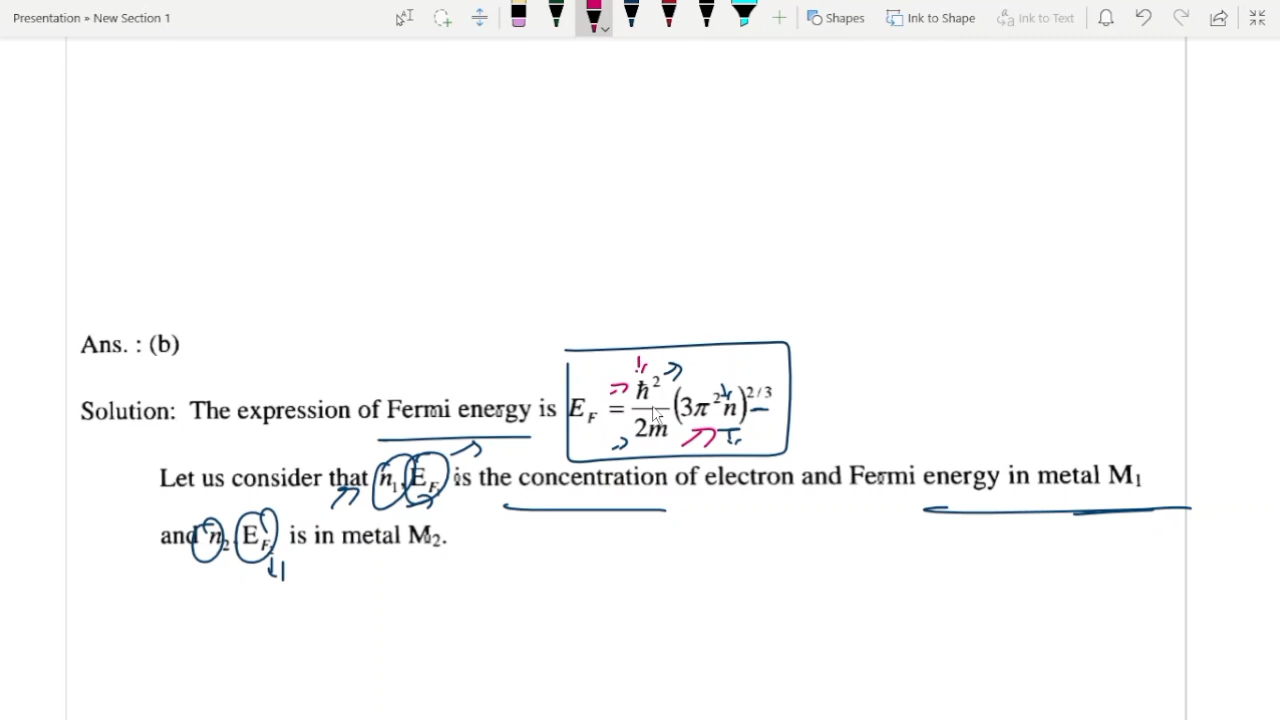 Presentation » New Section 1
Shapes
Ink to Shape
Ink to Text
Ans. : (b)
Solution: The expression of Fermi energy is E_F = ħ²/2m (3π²n)^{2/3}
Let us consider that n₁, E_F₁ is the concentration of electron and Fermi energy in metal M₁
and n₂ E_F₂ is in metal M₂.